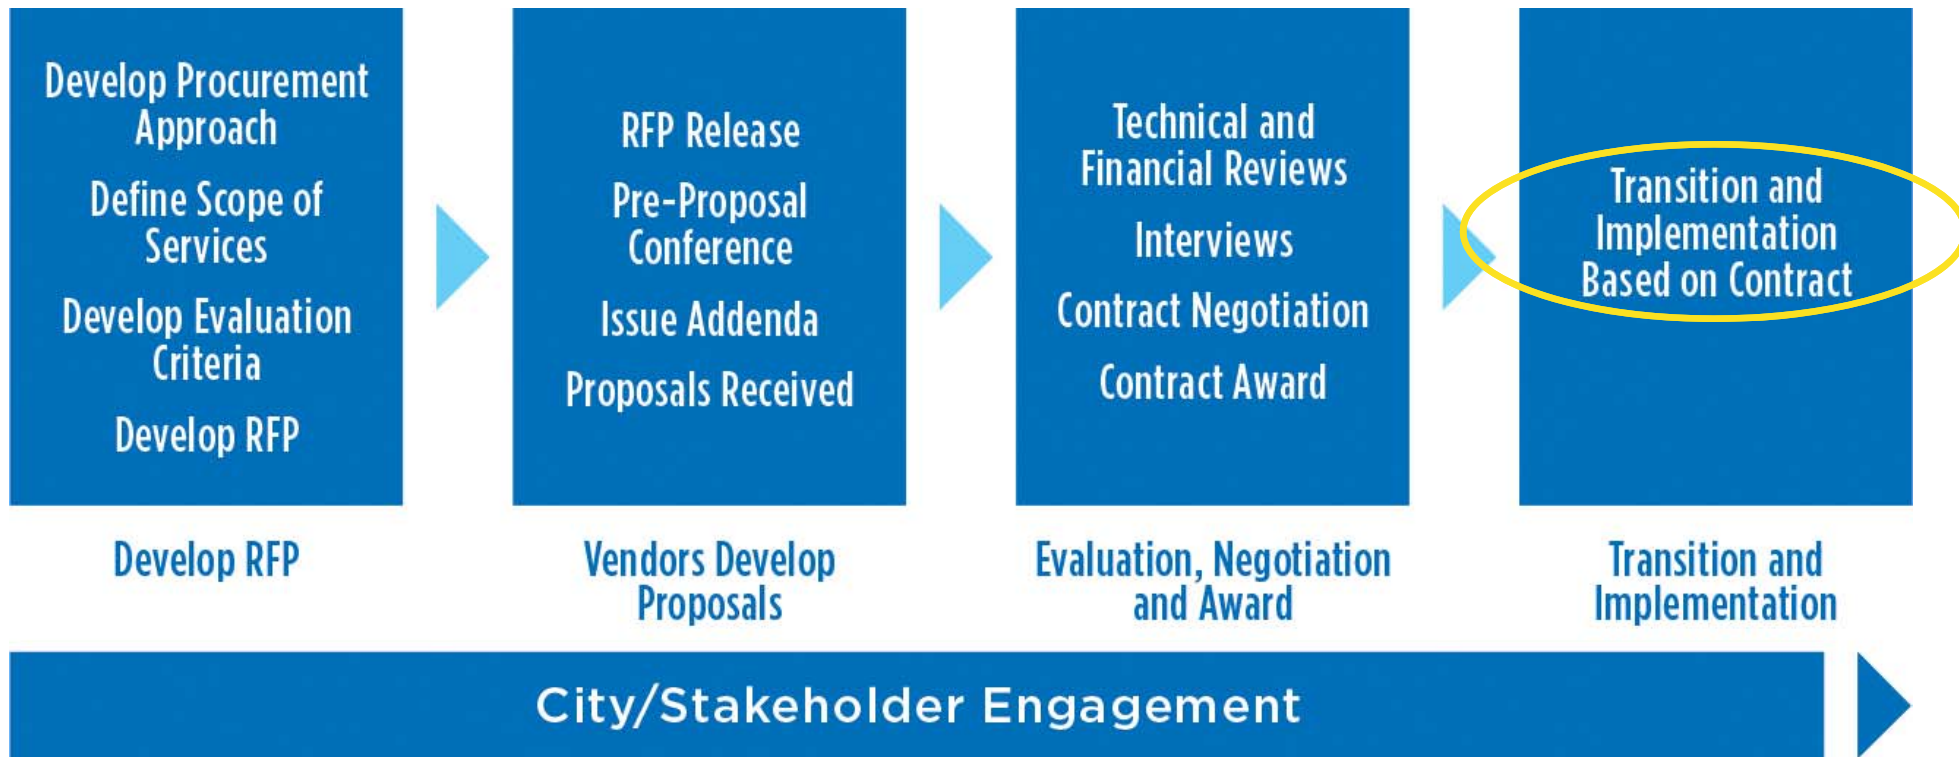 Develop Procurement
Approach
Define Scope of
Services
Develop Evaluation
Criteria
Develop RFP
Develop RFP
RFP Release
Pre-Proposal
Conference
Issue Addenda
Proposals Received
Vendors Develop
Proposals
Technical and
Financial Reviews
Interviews
Contract Negotiation
Contract Award
Evaluation, Negotiation
and Award
Transition and
Implementation
Based on Contract
Transition and
Implementation
City/Stakeholder Engagement